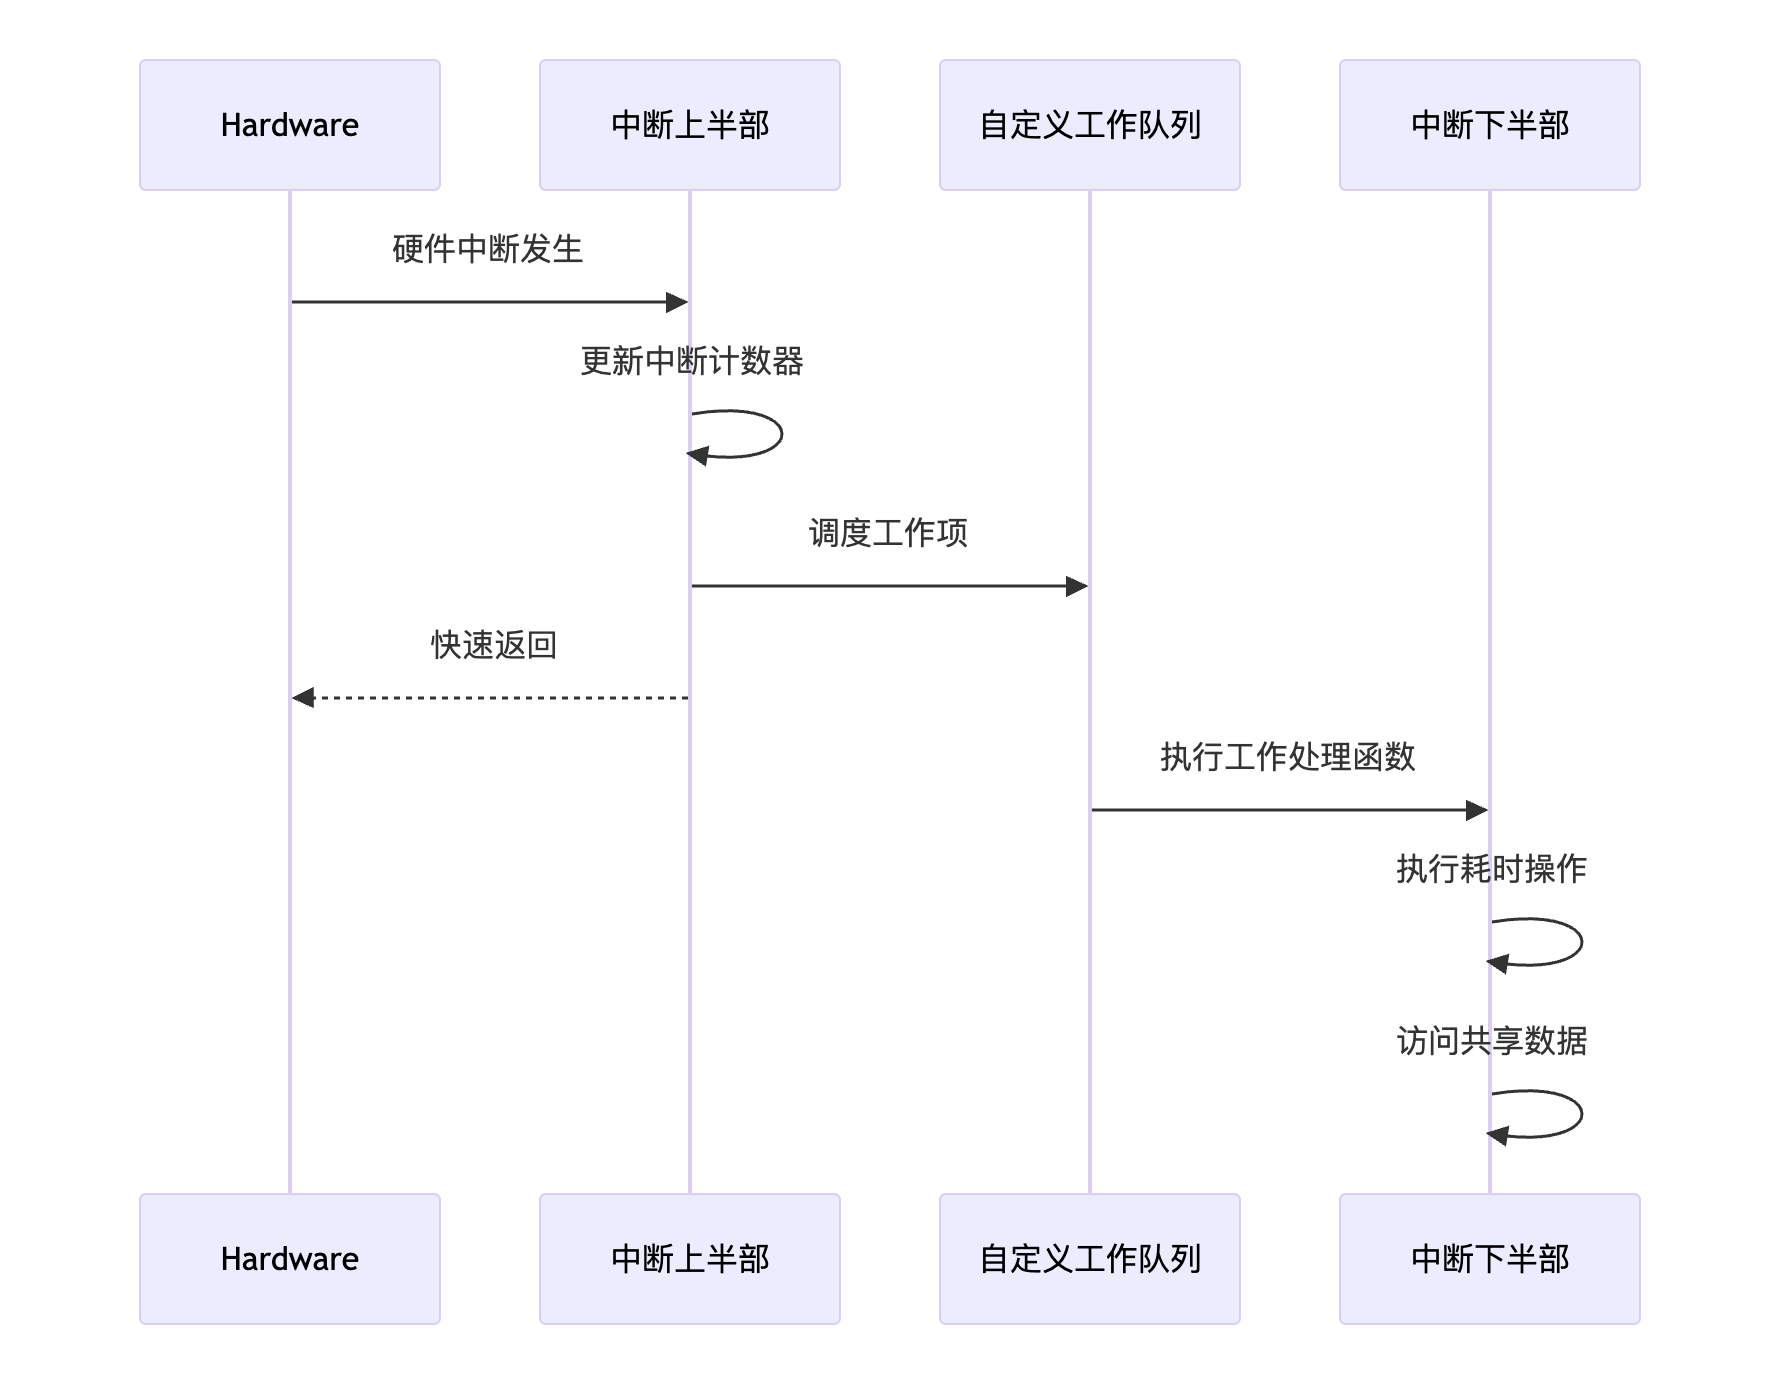 Hardware
中断上半部
自定义工作队列
中断下半部
硬件中断发生
更新中断计数器
调度工作项
快速返回
执行工作处理函数
执行耗时操作
访问共享数据
Hardware
中断上半部
自定义工作队列
中断下半部